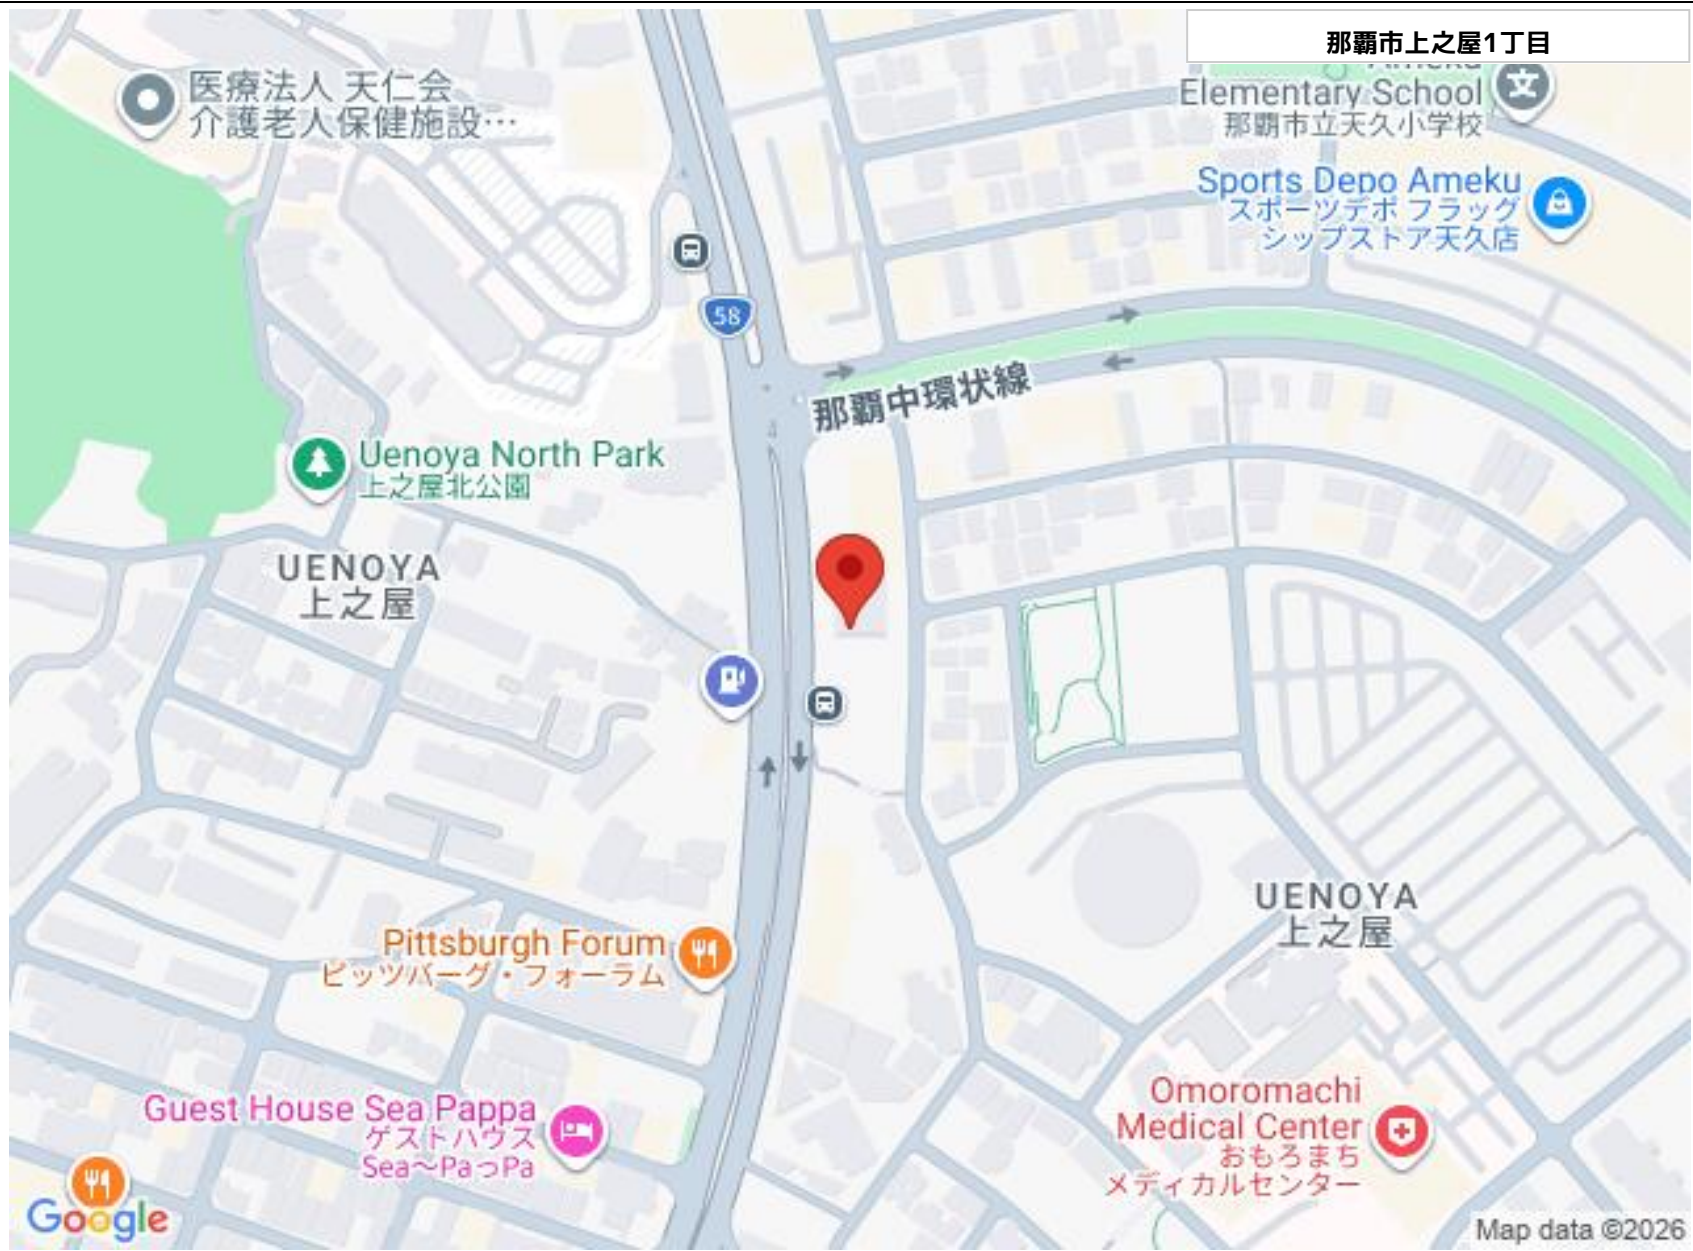 那覇市上之屋1丁目
医療法人 天仁会
介護老人保健施設…
Elementary School
那覇市立天久小学校
Sports Depo Ameku
スポーツデポ フラッグ
シップストア天久店
58
那覇中環状線
Uenoya North Park
上之屋北公園
UENOYA
上之屋
UENOYA
上之屋
Pittsburgh Forum
ピッツバーグ・フォーラム
Guest House Sea Pappa
ゲストハウス
Sea～PaっPa
Omoromachi
Medical Center
おもろまち
メディカルセンター
Google
Map data ©2026